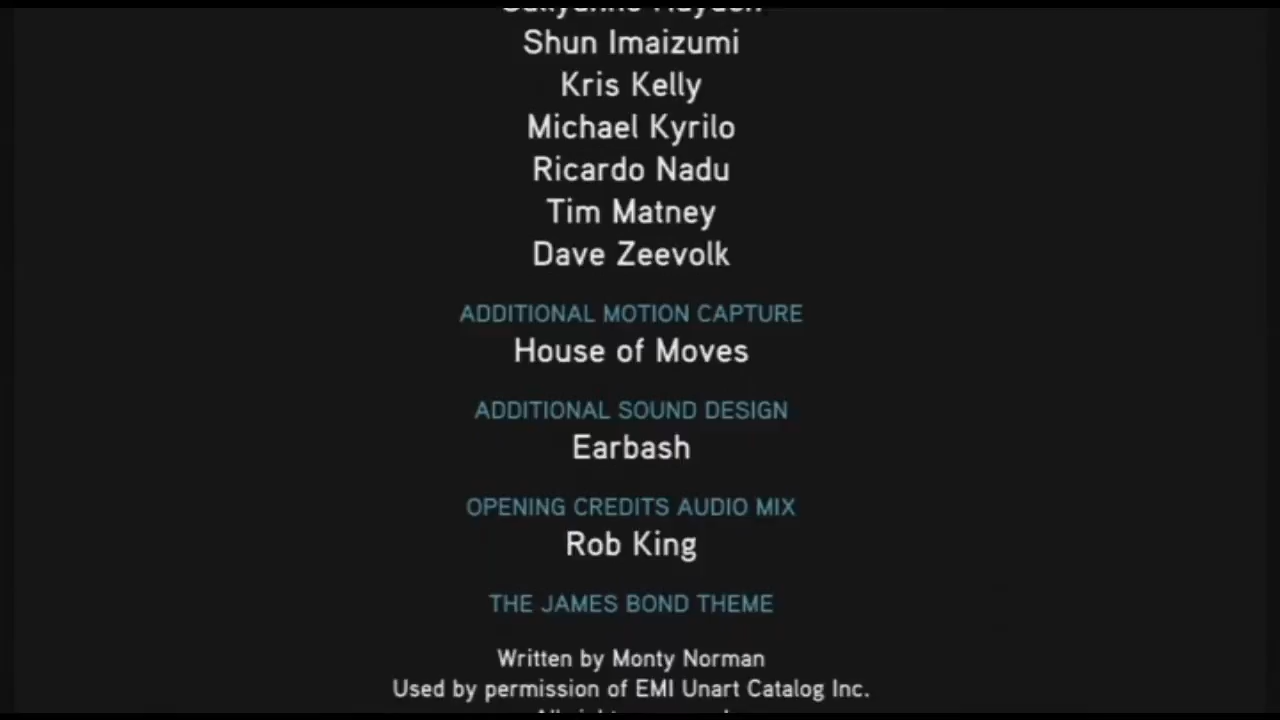 Shun Imaizumi
Kris Kelly
Michael Kyrilo
Ricardo Nadu
Tim Matney
Dave Zeevolk
ADDITIONAL MOTION CAPTURE
House of Moves
ADDITIONAL SOUND DESIGN
Earbash
OPENING CREDITS AUDIO MIX
Rob King
THE JAMES BOND THEME
Written by Monty Norman
Used by permission of EMI Unart Catalog Inc.